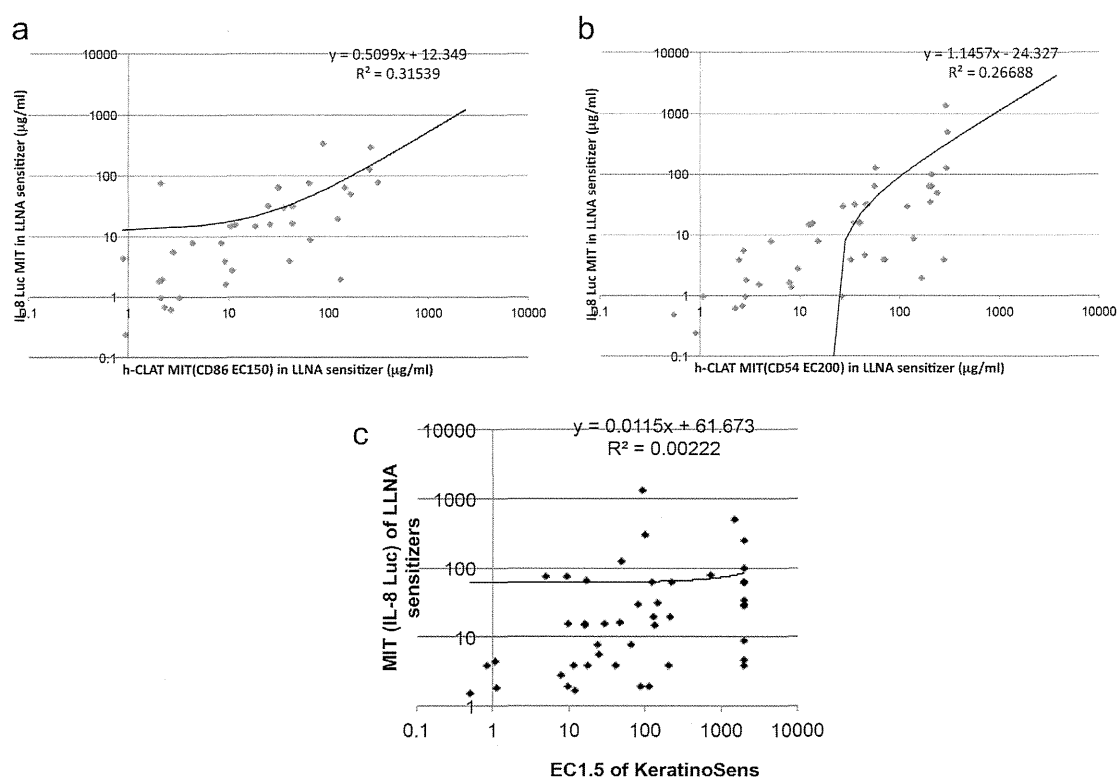 a
y = 0.5099x + 12.349
R² = 0.31539
IL-8 Luc MIT in LLNA sensitizer (µg/ml)
10000
1000
100
10
1
0.1
0.1
1
10
100
1000
10000
h-CLAT MIT(CD86 EC150) in LLNA sensitizer (µg/ml)
b
y = 1.1457x - 24.327
R² = 0.26688
IL-8 Luc MIT in LLNA sensitizer (µg/ml)
10000
1000
100
10
1
0.1
0.1
1
10
100
1000
10000
h-CLAT MIT(CD54 EC200) in LLNA sensitizer (µg/ml)
c
y = 0.0115x + 61.673
R² = 0.00222
MIT (IL-8 Luc) of LLNA
sensitizers
10000
1000
100
10
1
0.1
1
10
100
1000
10000
EC1.5 of KeratinoSens